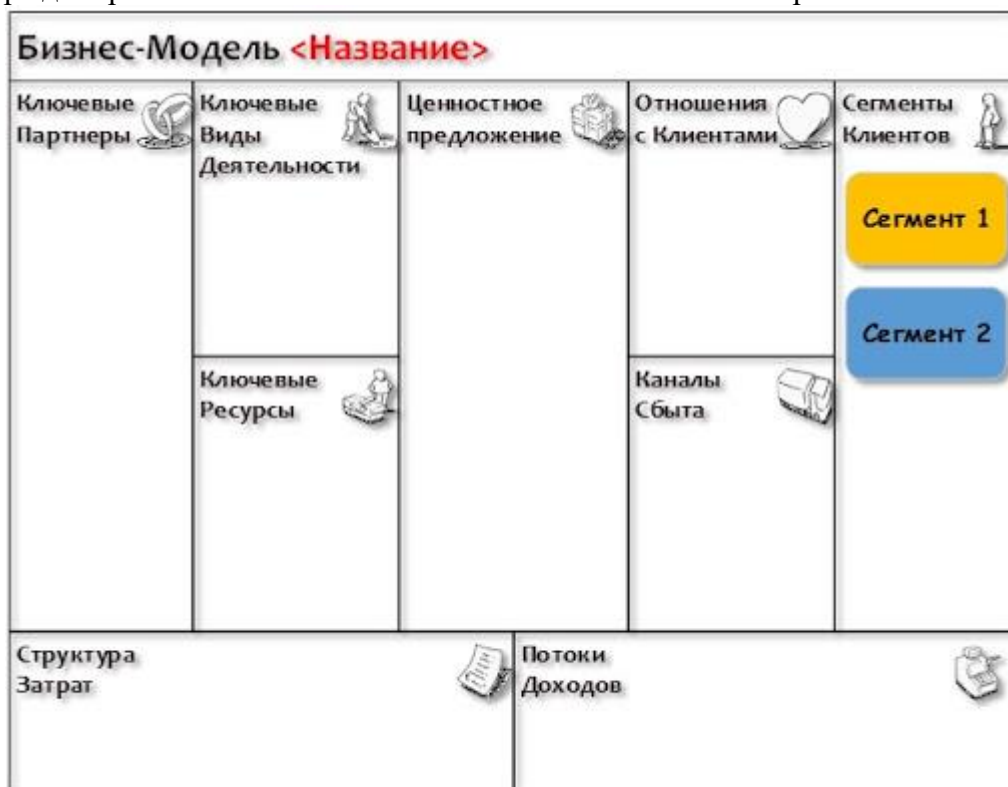 Бизнес-Модель <Название>
Ключевые
Партнеры
Ключевые
Виды
Деятельности
Ценностное
предложение
Отношения
с Клиентами
Сегменты
Клиентов
Сегмент 1
Сегмент 2
Ключевые
Ресурсы
Каналы
Сбыта
Структура
Затрат
Потоки
Доходов